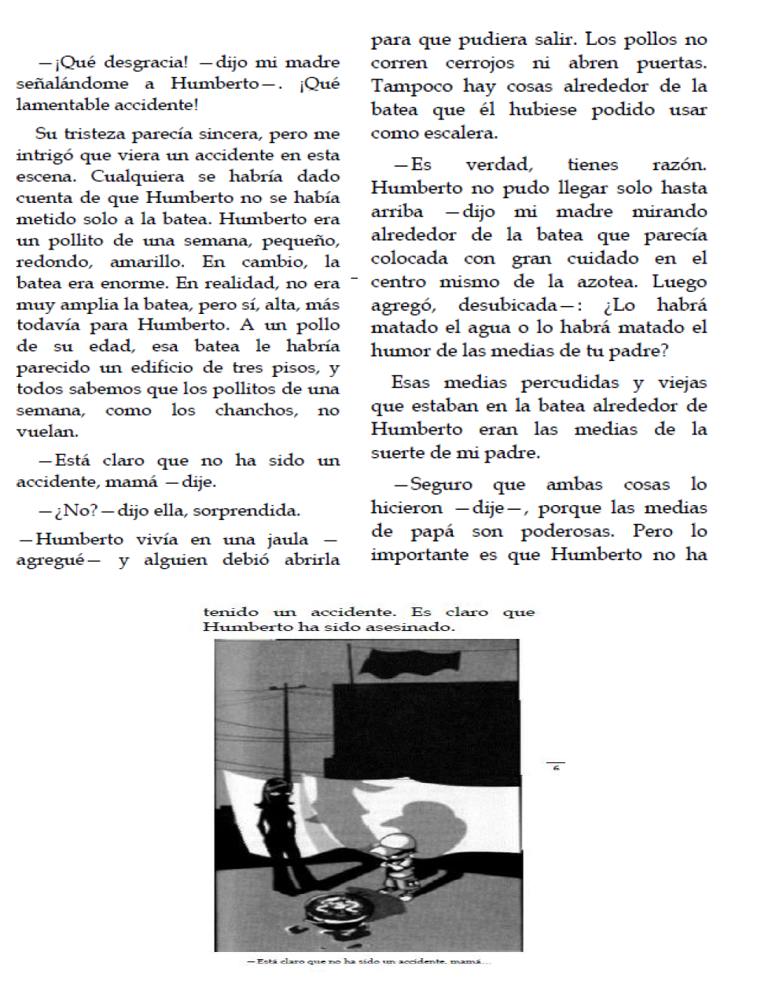 —¡Qué desgracia! —dijo mi madre
señalándome a Humberto—. ¡Qué
lamentable accidente!
Su tristeza parecía sincera, pero me
intrigó que viera un accidente en esta
escena. Cualquiera se habría dado
cuenta de que Humberto no se había
metido solo a la batea. Humberto era
un pollito de una semana, pequeño,
redondo, amarillo. En cambio, la
batea era enorme. En realidad, no era
muy amplia la batea, pero sí, alta, más
todavía para Humberto. A un pollo
de su edad, esa batea le habría
parecido un edificio de tres pisos, y
todos sabemos que los pollitos de una
semana, como los chanchos, no
vuelan.
—Está claro que no ha sido un
accidente, mamá —dije.
—¿No?—dijo ella, sorprendida.
—Humberto vivía en una jaula —
agregué— y alguien debió abrirla
para que pudiera salir. Los pollos no
corren cerrojos ni abren puertas.
Tampoco hay cosas alrededor de la
batea que él hubiese podido usar
como escalera.
—Es verdad, tienes razón.
Humberto no pudo llegar solo hasta
arriba —dijo mi madre mirando
alrededor de la batea que parecía
colocada con gran cuidado en el
centro mismo de la azotea. Luego
agregó, desubicada—: ¿Lo habrá
matado el agua o lo habrá matado el
humor de las medias de tu padre?
Esas medias percudidas y viejas
que estaban en la batea alrededor de
Humberto eran las medias de la
suerte de mi padre.
—Seguro que ambas cosas lo
hicieron —dije—, porque las medias
de papá son poderosas. Pero lo
importante es que Humberto no ha
tenido un accidente. Es claro que
Humberto ha sido asesinado.
6
—Está claro que no ha sido un accidente, mamá...